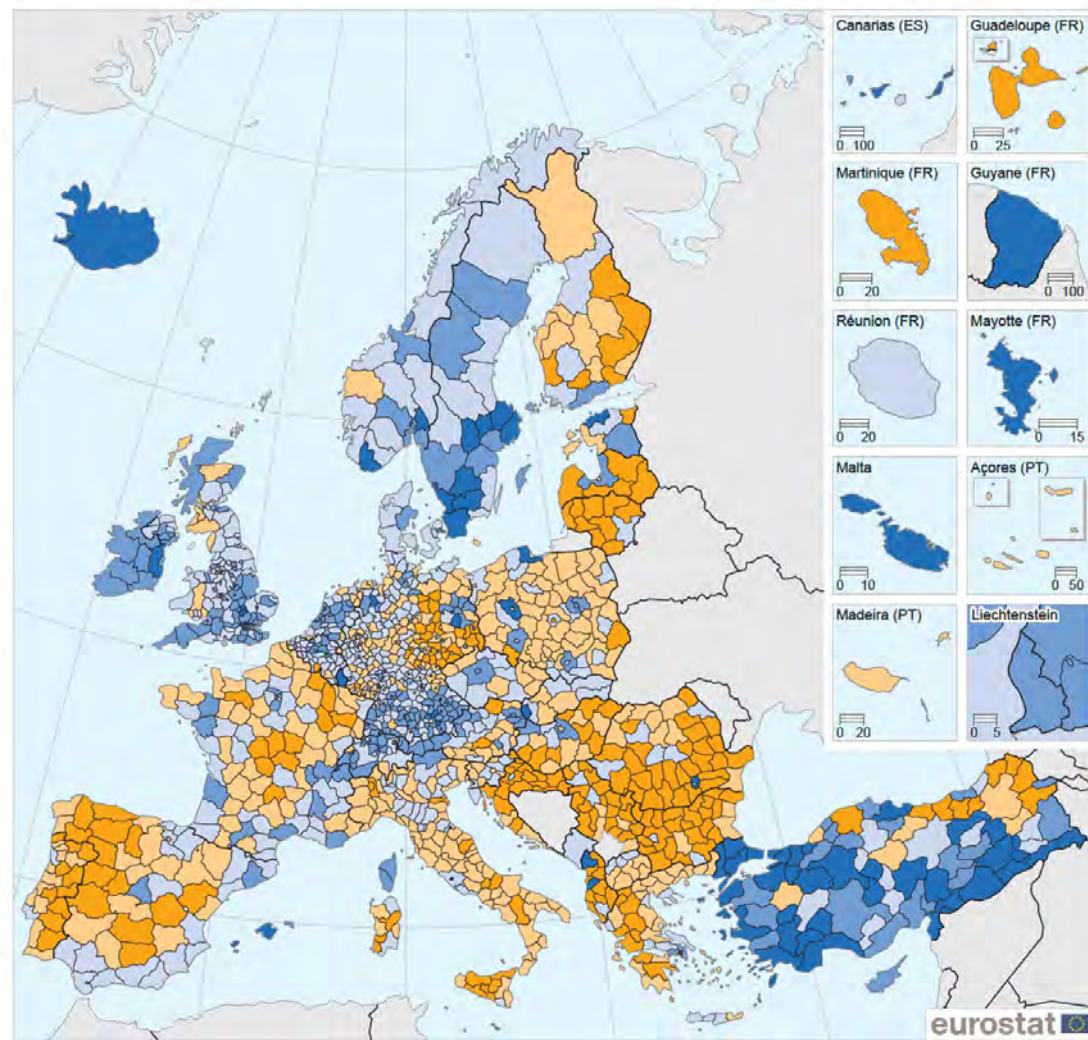 Canarias (ES)
0 100
Guadeloupe (FR)
0 25
Martinique (FR)
0 20
Guyane (FR)
0 100
Réunion (FR)
0 20
Mayotte (FR)
0 15
Malta
0 10
Açores (PT)
0 50
Madeira (PT)
0 20
Liechtenstein
0 5
eurostat